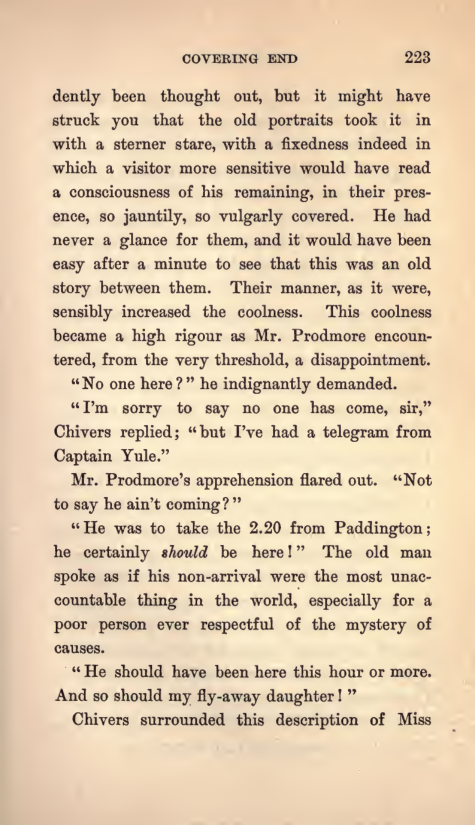 COVERING END 223
dently been thought out, but it might have
struck you that the old portraits took it in
with a sterner stare, with a fixedness indeed in
which a visitor more sensitive would have read
a consciousness of his remaining, in their pres-
ence, so jauntily, so vulgarly covered. He had
never a glance for them, and it would have been
easy after a minute to see that this was an old
story between them. Their manner, as it were,
sensibly increased the coolness. This coolness
became a high rigour as Mr. Prodmore encoun-
tered, from the very threshold, a disappointment.
“No one here?” he indignantly demanded.
“I’m sorry to say no one has come, sir,”
Chivers replied; “but I’ve had a telegram from
Captain Yule.”
Mr. Prodmore’s apprehension flared out. “Not
to say he ain’t coming?”
“He was to take the 2.20 from Paddington;
he certainly should be here!” The old man
spoke as if his non-arrival were the most unac-
countable thing in the world, especially for a
poor person ever respectful of the mystery of
causes.
“He should have been here this hour or more.
And so should my fly-away daughter!”
Chivers surrounded this description of Miss